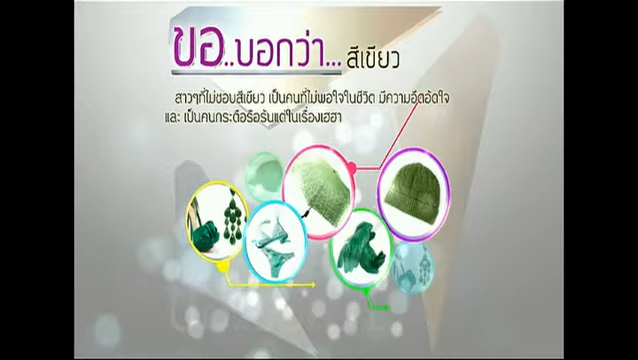 ขอ..บอกว่า... สีเขียว
สาวๆที่ไม่ชอบสีเขียว เป็นคนที่ไม่พอใจในชีวิต มีความอึดอัดใจ
และ เป็นคนกระตือรือร้นแต่ในเรื่องเฮฮา